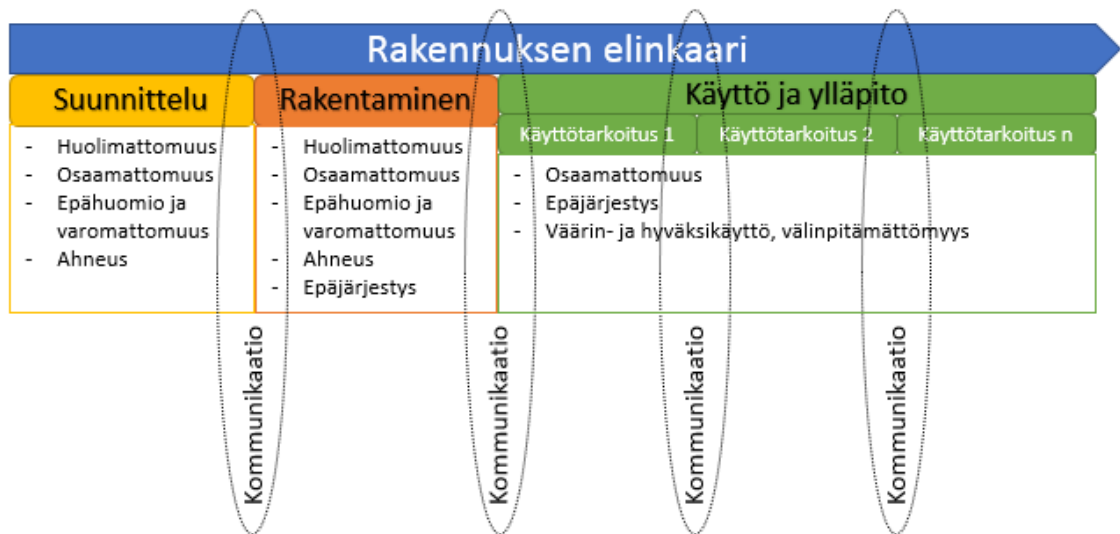 Rakennuksen elinkaari
Suunnittelu
- Huolimattomuus
- Osaamattomuus
- Epähuomio ja
varomattomuus
- Ahneus
Rakentaminen
- Huolimattomuus
- Osaamattomuus
- Epähuomio ja
varomattomuus
- Ahneus
- Epäjärjestys
Käyttö ja ylläpito
Käyttötarkoitus 1
Käyttötarkoitus 2
Käyttötarkoitus n
- Osaamattomuus
- Epäjärjestys
- Väärin- ja hyväksikäyttö, välinpitämättömyys
Kommunikaatio
Kommunikaatio
Kommunikaatio
Kommunikaatio